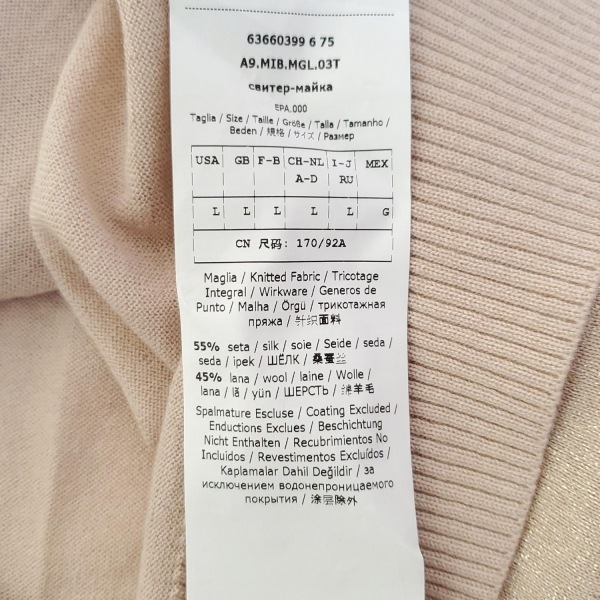 63660399 6 75
A9.MIB.MGL.03T
свитер-майка
EPA.000
Taglia / Size / Taille / Größe / Talla / Tamanho /
Beden / 規格 / サイズ / Размер
USA GB F-B CH-NL I-J MEX
A-D RU
L L L L L G
CN 尺码: 170/92A
Maglia / Knitted Fabric / Tricotage
Integral / Wirkware / Generos de
Punto / Malha / Örgü / трикотажная
пряжа / 针织面料
55% seta / silk / soie / Seide / seda /
seda / ipek / ШЁЛК / 桑蚕丝
45% lana / wool / laine / Wolle /
lana / lã / yün / ШЕРСТЬ / 绵羊毛
Spalmature Escluse / Coating Excluded /
Enductions Exclues / Beschichtung
Nicht Enthalten / Recubrimientos No
Incluidos / Revestimentos Excluídos /
Kaplamalar Dahil Değildir / за
исключением водонепроницаемого
покрытия / 涂层除外